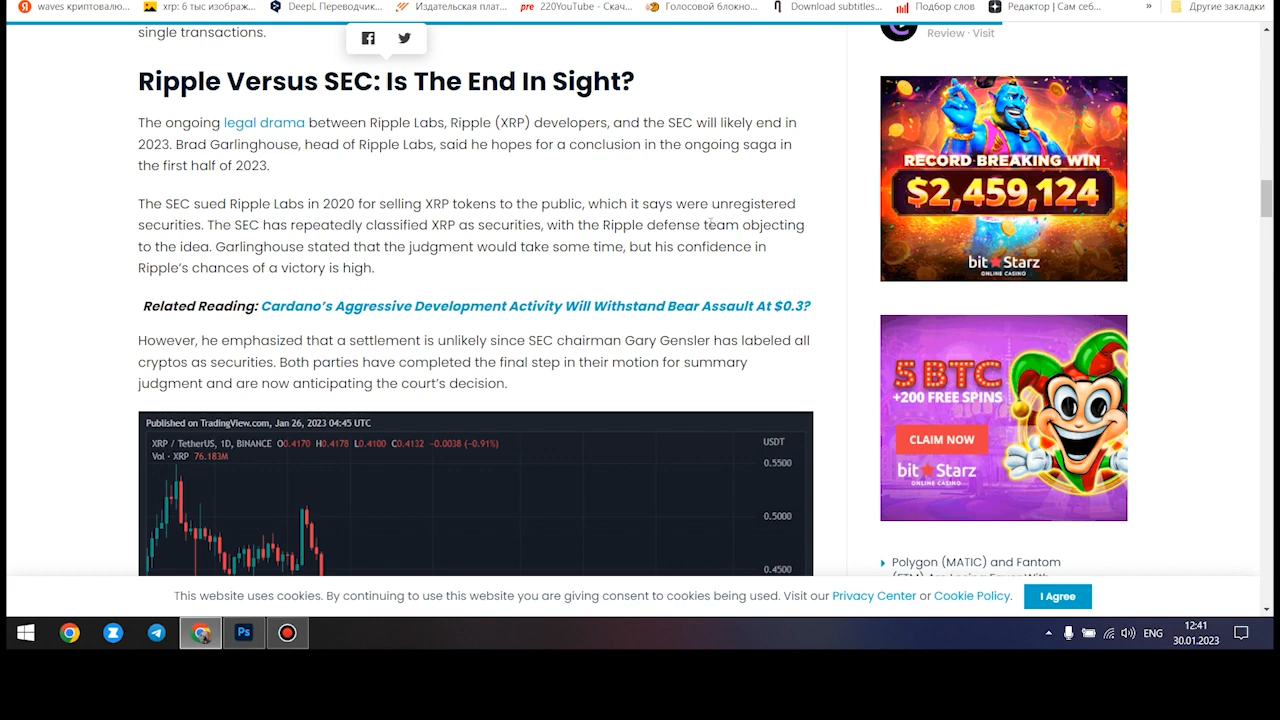 waves криптовалю...
xrp: 6 тыс изображ...
DeepL Переводчик...
Издательская плат...
pre 220YouTube - Скач...
Голосовой блокно...
Download subtitles...
Подбор слов
Редактор | Сам себ...
»
Другие закладки
single transactions.
Review · Visit
Ripple Versus SEC: Is The End In Sight?
The ongoing legal drama between Ripple Labs, Ripple (XRP) developers, and the SEC will likely end in
2023. Brad Garlinghouse, head of Ripple Labs, said he hopes for a conclusion in the ongoing saga in
the first half of 2023.
The SEC sued Ripple Labs in 2020 for selling XRP tokens to the public, which it says were unregistered
securities. The SEC has repeatedly classified XRP as securities, with the Ripple defense team objecting
to the idea. Garlinghouse stated that the judgment would take some time, but his confidence in
Ripple's chances of a victory is high.
Related Reading: Cardano's Aggressive Development Activity Will Withstand Bear Assault At $0.3?
However, he emphasized that a settlement is unlikely since SEC chairman Gary Gensler has labeled all
cryptos as securities. Both parties have completed the final step in their motion for summary
judgment and are now anticipating the court's decision.
Published on TradingView.com, Jan 26, 2023 04:45 UTC
XRP / TetherUS, 1D, BINANCE O0.4170 H0.4178 L0.4100 C0.4132 -0.0038 (-0.91%)
Vol · XRP 76.183M
USDT
0.5500
0.5000
0.4500
RECORD BREAKING WIN
$2,459,124
bitStarz
ONLINE CASINO
5 BTC
+200 FREE SPINS
CLAIM NOW
bitStarz
ONLINE CASINO
Polygon (MATIC) and Fantom
(FTM) Are Losing Favor With
This website uses cookies. By continuing to use this website you are giving consent to cookies being used. Visit our Privacy Center or Cookie Policy.
I Agree
Ps
ENG
12:41
30.01.2023